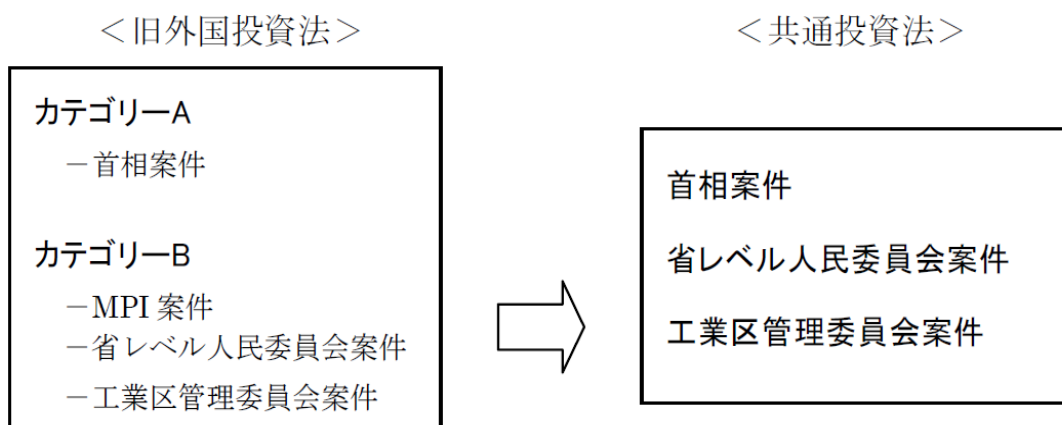 ＜旧外国投資法＞
カテゴリーA
－首相案件
カテゴリーB
－MPI 案件
－省レベル人民委員会案件
－工業区管理委員会案件
＜共通投資法＞
首相案件
省レベル人民委員会案件
工業区管理委員会案件